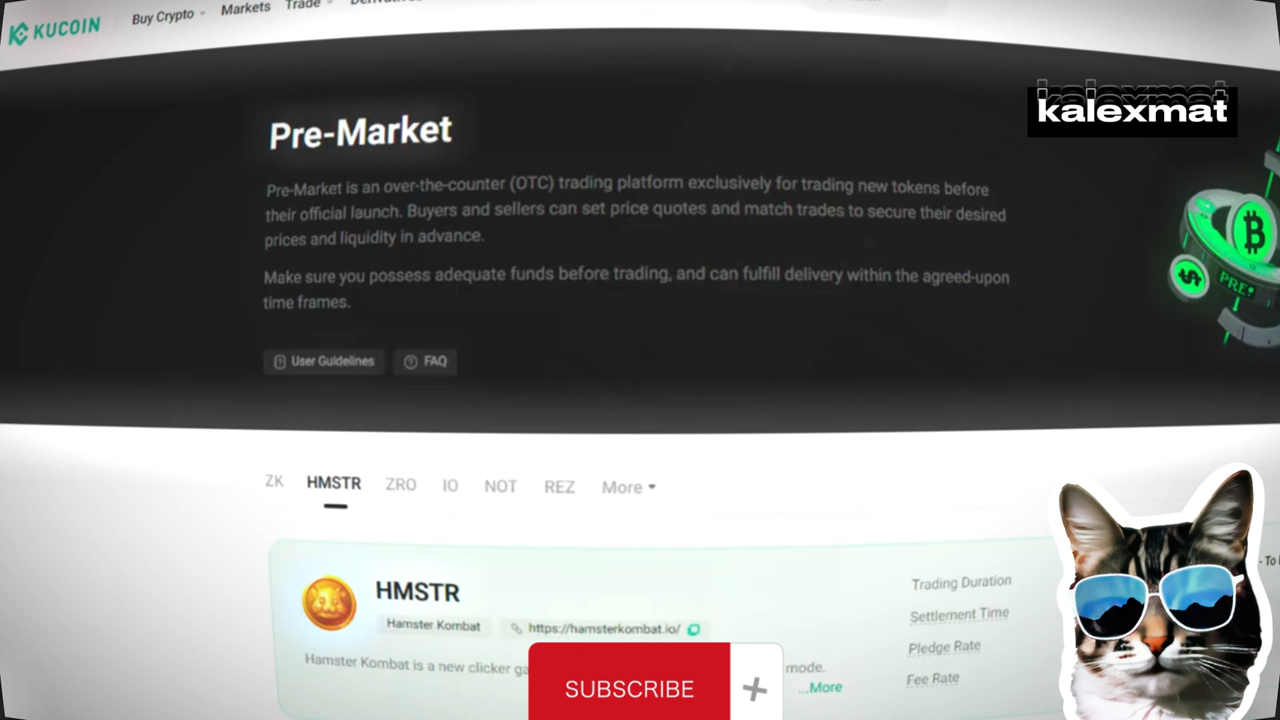 KUCOIN
Buy Crypto
Markets
Trade
kalexmat
kalexmat
Pre-Market
Pre-Market is an over-the-counter (OTC) trading platform exclusively for trading new tokens before
their official launch. Buyers and sellers can set price quotes and match trades to secure their desired
prices and liquidity in advance.
Make sure you possess adequate funds before trading, and can fulfill delivery within the agreed-upon
time frames.
User Guidelines
FAQ
PRE
ZK HMSTR ZRO IO NOT REZ More
HMSTR
Hamster Kombat
https://hamsterkombat.io/
Hamster Kombat is a new clicker
mode.
...More
Trading Duration
Settlement Time
Pledge Rate
Fee Rate
SUBSCRIBE +